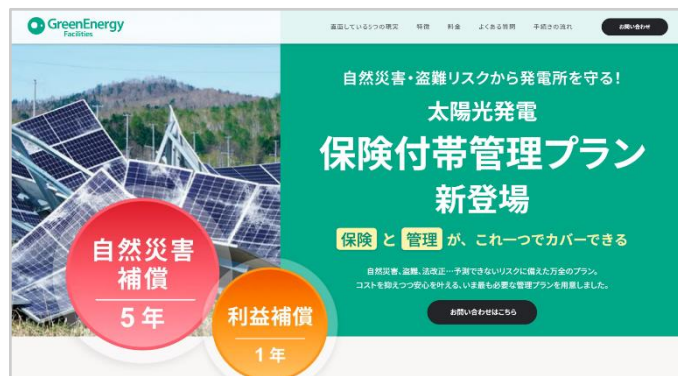 GreenEnergy
Facilities
直面している5つの現実 特徴 料金 よくある質問 手続きの流れ お問い合わせ
自然災害・盗難リスクから発電所を守る！
太陽光発電
保険付帯管理プラン
新登場
保険 と 管理 が、これ一つでカバーできる
自然災害、盗難、法改正…予測できないリスクに備えた万全のプラン。
コストを抑えつつ安心を叶える、いま最も必要な管理プランを用意しました。
お問い合わせはこちら
自然災害
補償
5年
利益補償
1年